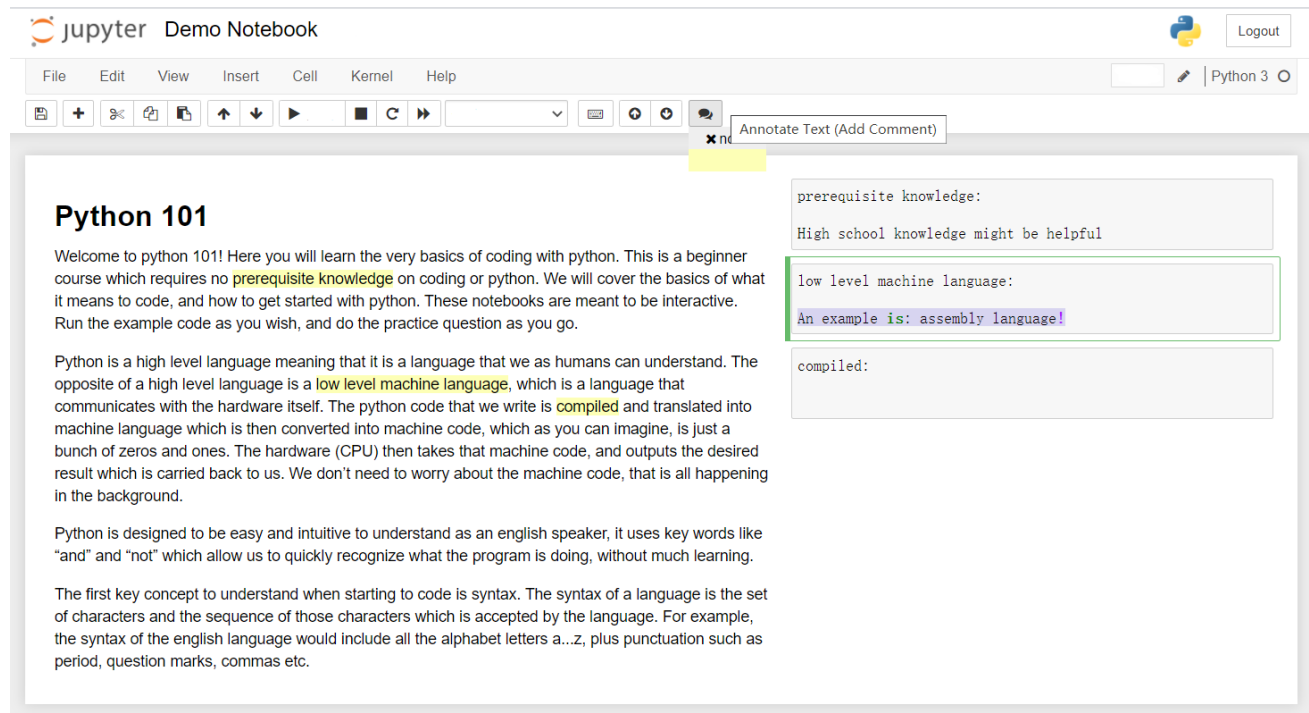 jupyter Demo Notebook
Logout
File Edit View Insert Cell Kernel Help
Python 3
Annotate Text (Add Comment)
Python 101
Welcome to python 101! Here you will learn the very basics of coding with python. This is a beginner
course which requires no prerequisite knowledge on coding or python. We will cover the basics of what
it means to code, and how to get started with python. These notebooks are meant to be interactive.
Run the example code as you wish, and do the practice question as you go.
Python is a high level language meaning that it is a language that we as humans can understand. The
opposite of a high level language is a low level machine language, which is a language that
communicates with the hardware itself. The python code that we write is compiled and translated into
machine language which is then converted into machine code, which as you can imagine, is just a
bunch of zeros and ones. The hardware (CPU) then takes that machine code, and outputs the desired
result which is carried back to us. We don’t need to worry about the machine code, that is all happening
in the background.
Python is designed to be easy and intuitive to understand as an english speaker, it uses key words like
“and” and “not” which allow us to quickly recognize what the program is doing, without much learning.
The first key concept to understand when starting to code is syntax. The syntax of a language is the set
of characters and the sequence of those characters which is accepted by the language. For example,
the syntax of the english language would include all the alphabet letters a...z, plus punctuation such as
period, question marks, commas etc.
prerequisite knowledge:
High school knowledge might be helpful
low level machine language:
An example is: assembly language!
compiled: